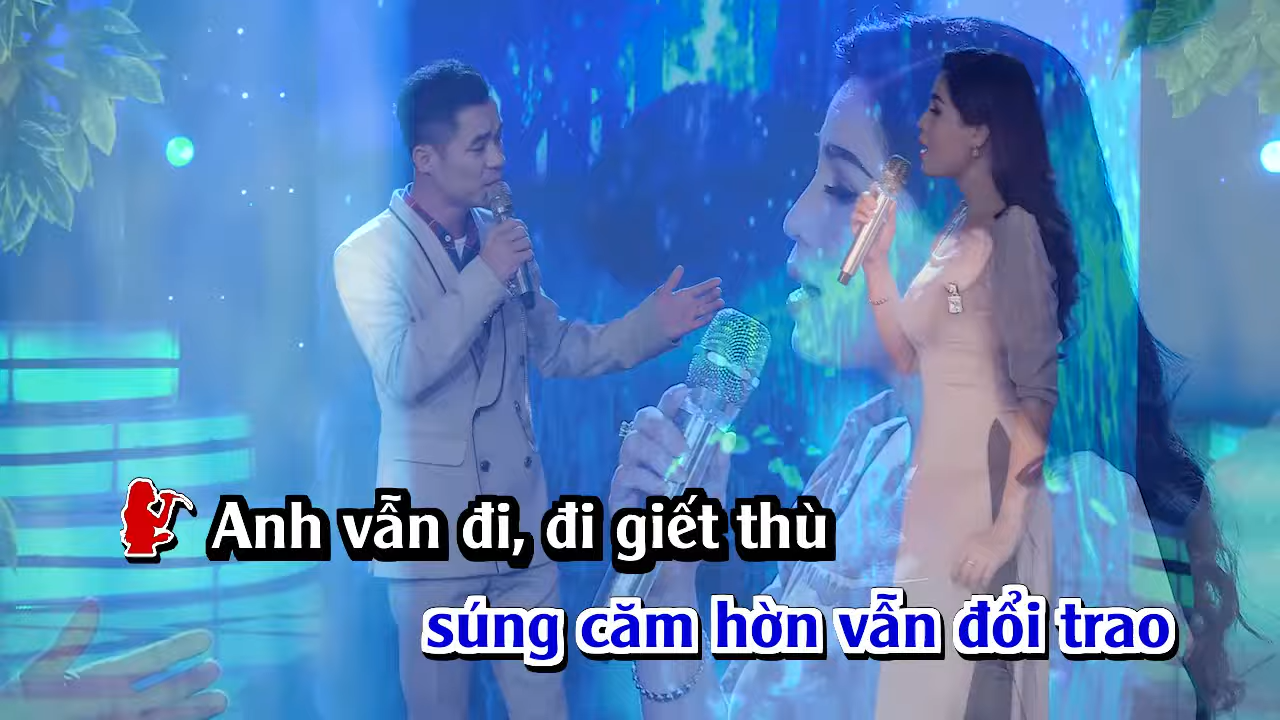 Anh vẫn đi, đi giết thù
súng căm hờn vẫn đổi trao